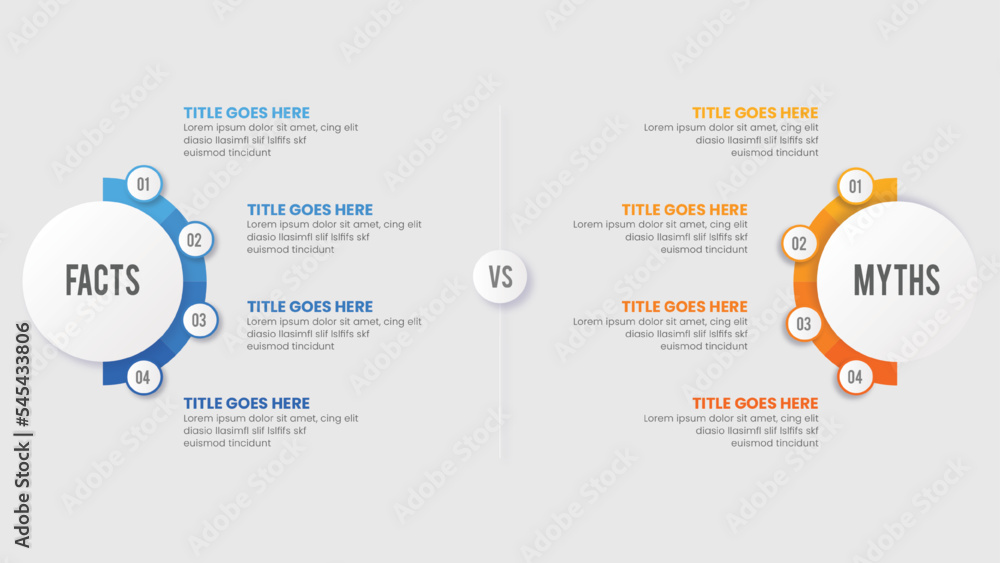 FACTS
01
TITLE GOES HERE
Lorem ipsum dolor sit amet, cing elit
diasio llasimfl slif lslfifs skf
euismod tincidunt
02
TITLE GOES HERE
Lorem ipsum dolor sit amet, cing elit
diasio llasimfl slif lslfifs skf
euismod tincidunt
03
TITLE GOES HERE
Lorem ipsum dolor sit amet, cing elit
diasio llasimfl slif lslfifs skf
euismod tincidunt
04
TITLE GOES HERE
Lorem ipsum dolor sit amet, cing elit
diasio llasimfl slif lslfifs skf
euismod tincidunt
VS
MYTHS
01
TITLE GOES HERE
Lorem ipsum dolor sit amet, cing elit
diasio llasimfl slif lslfifs skf
euismod tincidunt
02
TITLE GOES HERE
Lorem ipsum dolor sit amet, cing elit
diasio llasimfl slif lslfifs skf
euismod tincidunt
03
TITLE GOES HERE
Lorem ipsum dolor sit amet, cing elit
diasio llasimfl slif lslfifs skf
euismod tincidunt
04
TITLE GOES HERE
Lorem ipsum dolor sit amet, cing elit
diasio llasimfl slif lslfifs skf
euismod tincidunt
Adobe Stock | #545433806